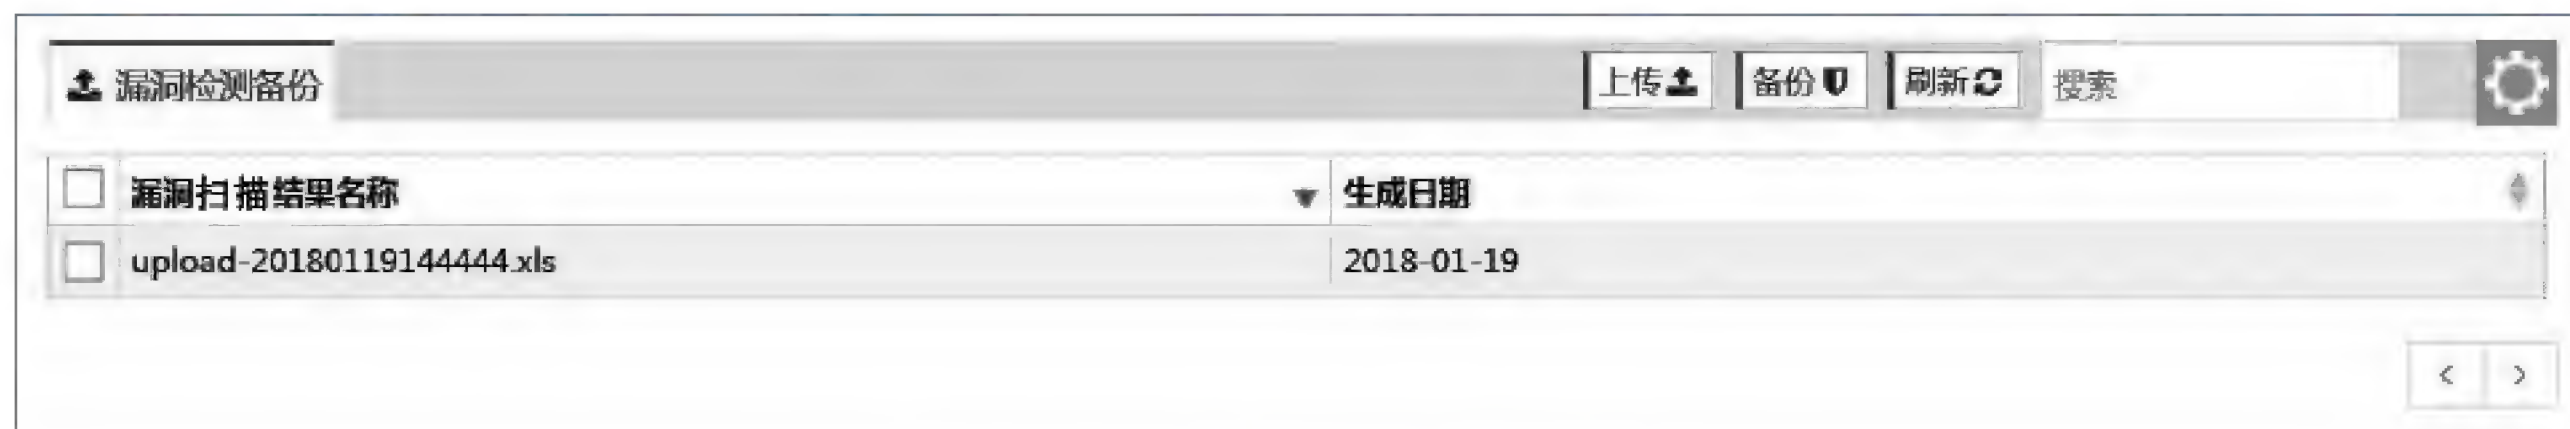 漏洞检测备份 上传 备份 刷新 搜索
漏洞扫描结果名称 生成日期
upload-20180119144444.xls 2018-01-19